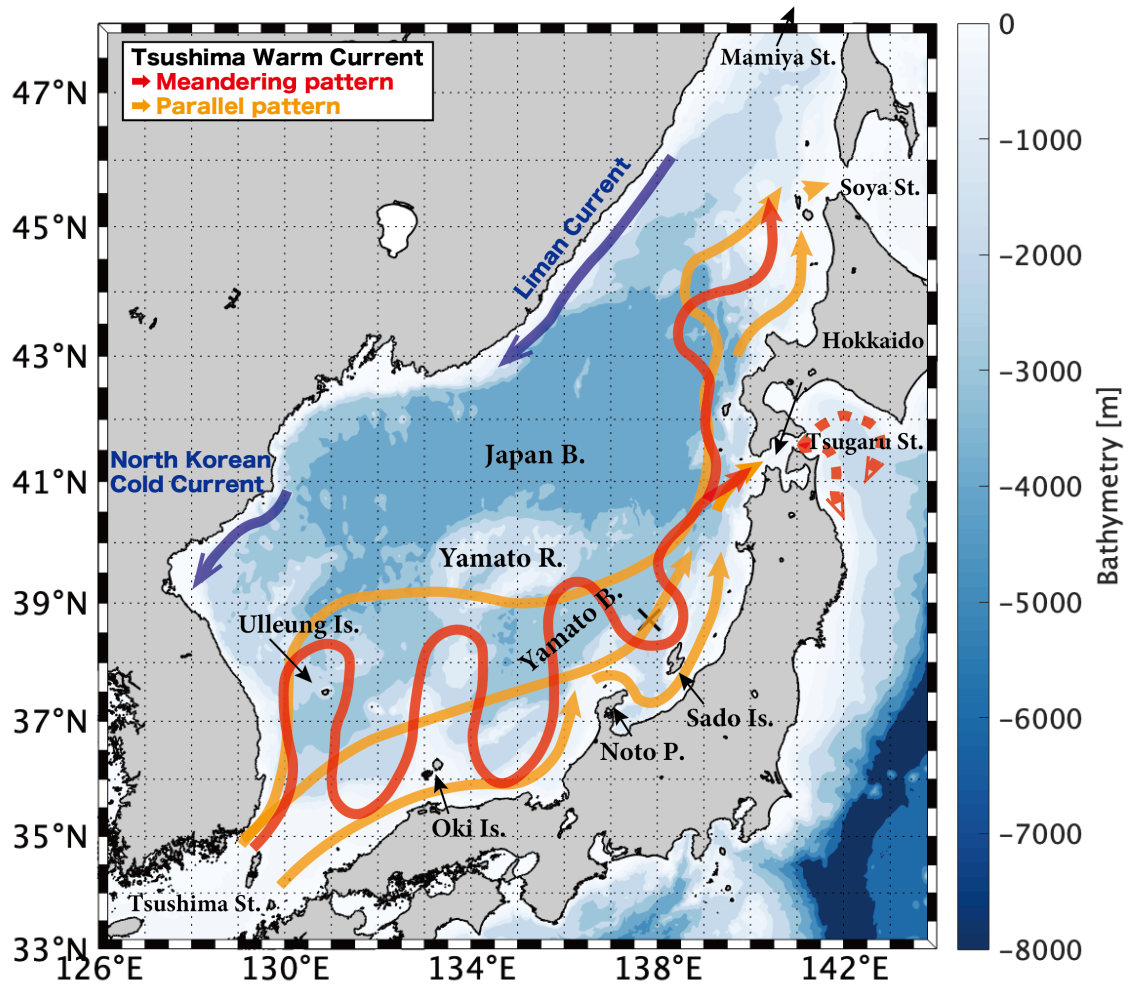 Mamiya St.
Tsushima Warm Current
Meandering pattern
Parallel pattern
Soya St.
Liman Current
Hokkaido
Tsugaru St.
Japan B.
North Korean
Cold Current
Yamato R.
Yamato B.
Ulleung Is.
Sado Is.
Noto P.
Oki Is.
Tsushima St.
47°N
45°N
43°N
41°N
39°N
37°N
35°N
33°N
126°E
130°E
134°E
138°E
142°E
0
-1000
-2000
-3000
-4000
-5000
-6000
-7000
-8000
Bathymetry [m]